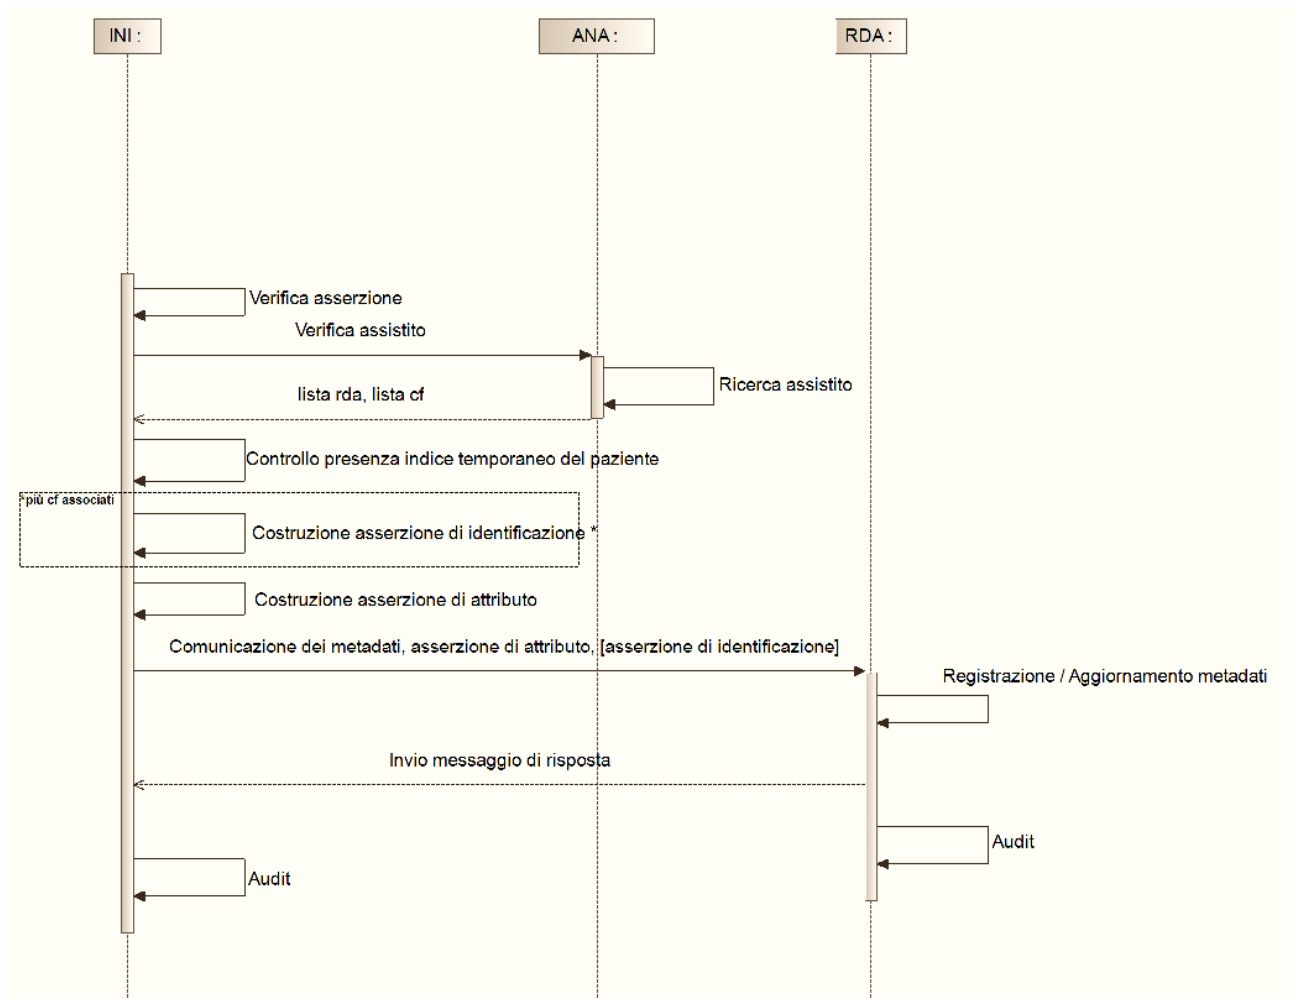 INI :
ANA :
RDA :
Verifica asserzione
Verifica assistito
Ricerca assistito
lista rda, lista cf
Controllo presenza indice temporaneo del paziente
*più cf associati
Costruzione asserzione di identificazione *
Costruzione asserzione di attributo
Comunicazione dei metadati, asserzione di attributo, [asserzione di identificazione]
Registrazione / Aggiornamento metadati
Invio messaggio di risposta
Audit
Audit